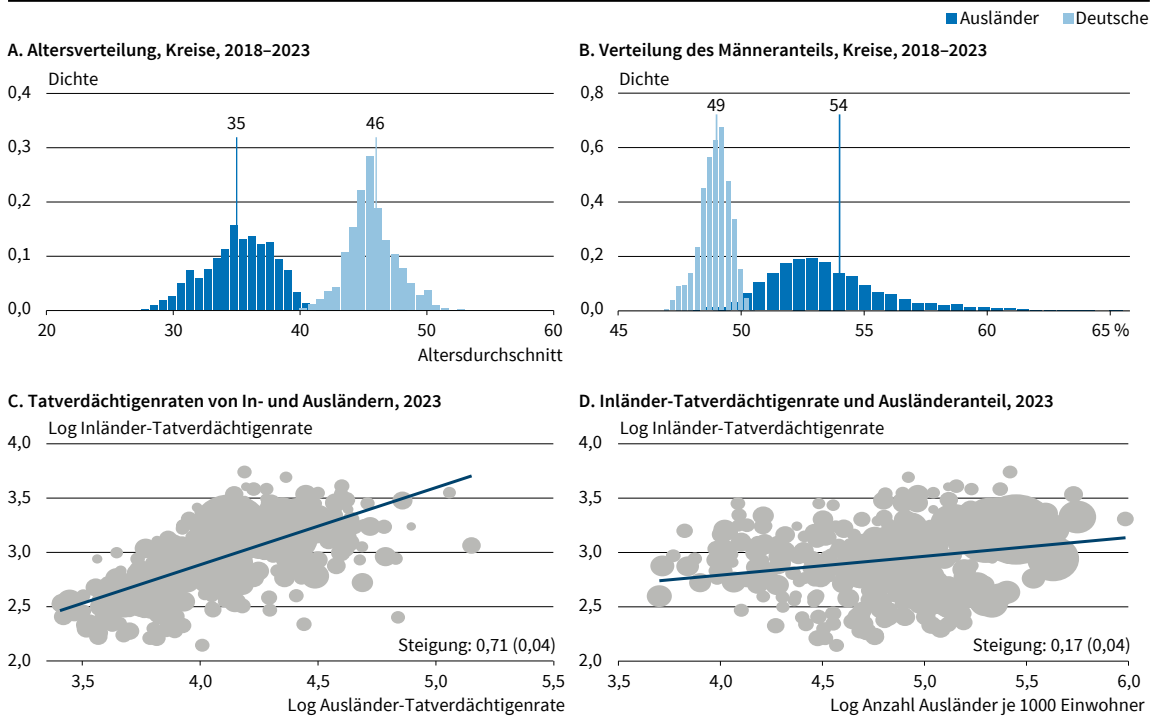 Ausländer Deutsche
A. Altersverteilung, Kreise, 2018–2023
Dichte
0,4
0,3
0,2
0,1
0,0
35
46
20 30 40 50 60
Altersdurchschnitt
B. Verteilung des Männeranteils, Kreise, 2018–2023
Dichte
0,8
0,6
0,4
0,2
0,0
49
54
45 50 55 60 65 %
C. Tatverdächtigenraten von In- und Ausländern, 2023
Log Inländer-Tatverdächtigenrate
4,0
3,5
3,0
2,5
2,0
Steigung: 0,71 (0,04)
3,5 4,0 4,5 5,0 5,5
Log Ausländer-Tatverdächtigenrate
D. Inländer-Tatverdächtigenrate und Ausländeranteil, 2023
Log Inländer-Tatverdächtigenrate
4,0
3,5
3,0
2,5
2,0
Steigung: 0,17 (0,04)
3,5 4,0 4,5 5,0 5,5 6,0
Log Anzahl Ausländer je 1000 Einwohner